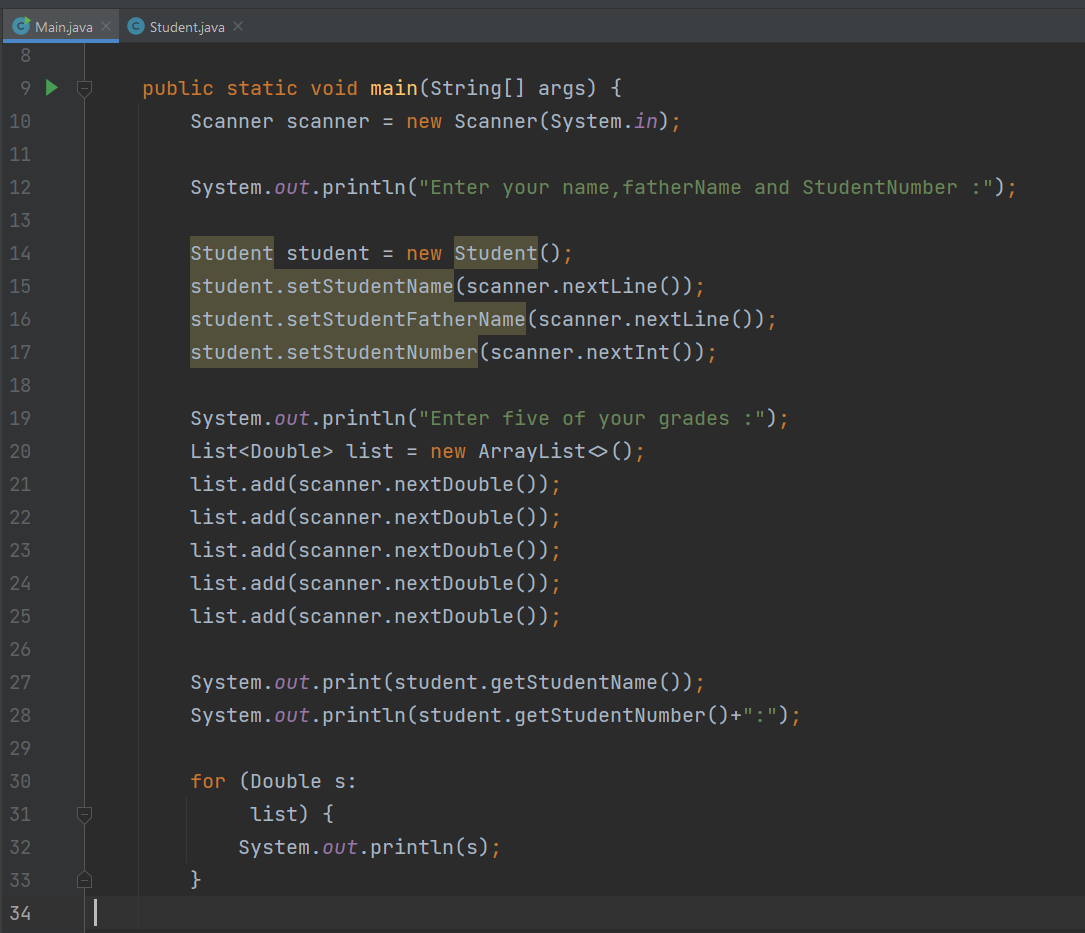 Main.java Student.java
8
9 public static void main(String[] args) {
10 Scanner scanner = new Scanner(System.in);
11
12 System.out.println("Enter your name,fatherName and StudentNumber :");
13
14 Student student = new Student();
15 student.setStudentName(scanner.nextLine());
16 student.setStudentFatherName(scanner.nextLine());
17 student.setStudentNumber(scanner.nextInt());
18
19 System.out.println("Enter five of your grades :");
20 List<Double> list = new ArrayList<>();
21 list.add(scanner.nextDouble());
22 list.add(scanner.nextDouble());
23 list.add(scanner.nextDouble());
24 list.add(scanner.nextDouble());
25 list.add(scanner.nextDouble());
26
27 System.out.print(student.getStudentName());
28 System.out.println(student.getStudentNumber()+":");
29
30 for (Double s:
31 list) {
32 System.out.println(s);
33 }
34